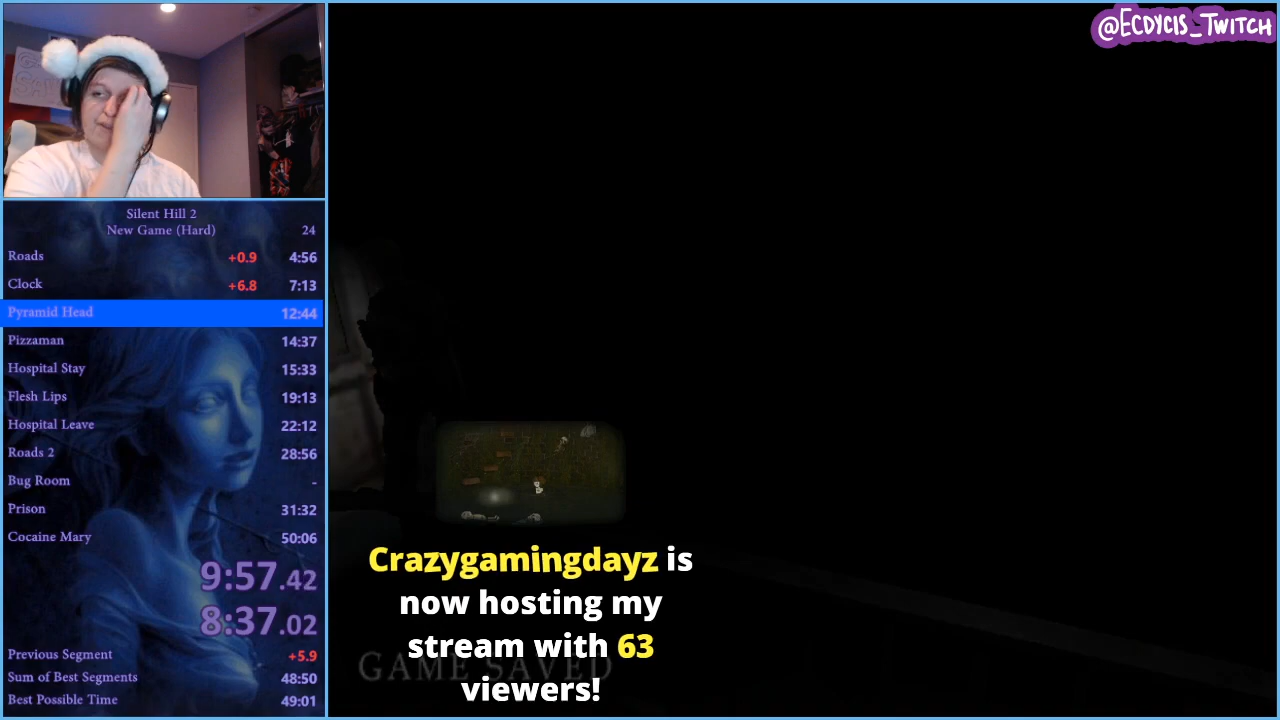 @ECDYCIS_TWITCH
Silent Hill 2
New Game (Hard) 24
Roads +0.9 4:56
Clock +6.8 7:13
Pyramid Head 12:44
Pizzaman 14:37
Hospital Stay 15:33
Flesh Lips 19:13
Hospital Leave 22:12
Roads 2 28:56
Bug Room -
Prison 31:32
Cocaine Mary 50:06
9:57.42
8:37.02
Previous Segment +5.9
Sum of Best Segments 48:50
Best Possible Time 49:01
Crazygamingdayz is
now hosting my
stream with 63
viewers!
GAME SAVED